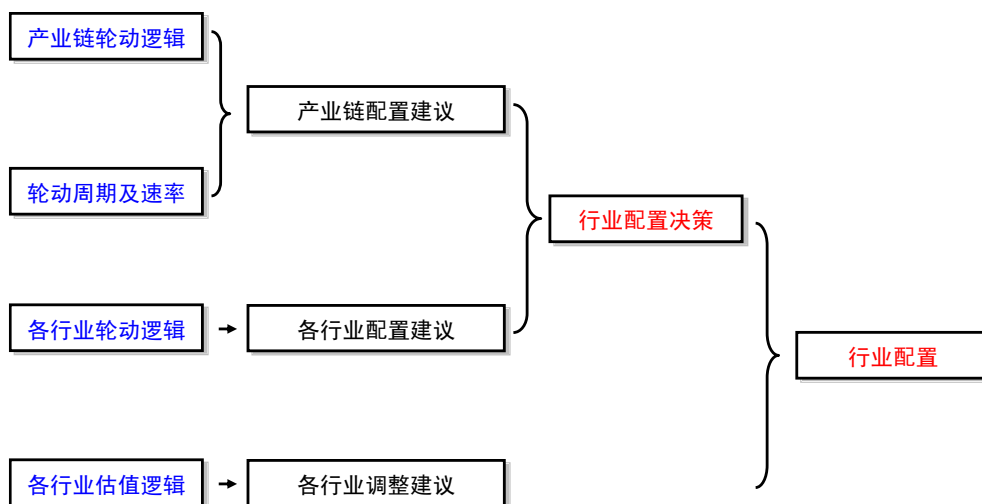 产业链轮动逻辑
产业链配置建议
轮动周期及速率
行业配置决策
各行业轮动逻辑
各行业配置建议
行业配置
各行业估值逻辑
各行业调整建议